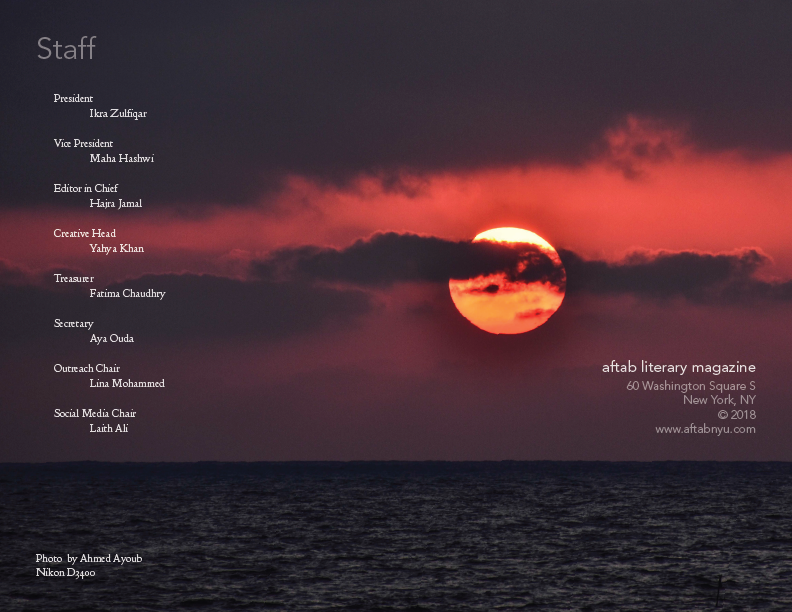 Staff
President
Ikra Zulfiqar
Vice President
Maha Hashwi
Editor in Chief
Hajra Jamal
Creative Head
Yahya Khan
Treasurer
Fatima Chaudhry
Secretary
Aya Ouda
Outreach Chair
Lina Mohammed
Social Media Chair
Laith Ali
aftab literary magazine
60 Washington Square S
New York, NY
© 2018
www.aftabnyu.com
Photo by Ahmed Ayoub
Nikon D3400